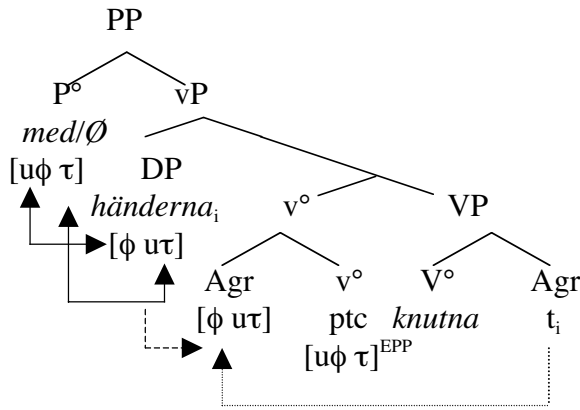 PP
P° vP
med/Ø
[uϕ τ] DP
händerna_i v° VP
[ϕ uτ]
Agr v° V° Agr
[ϕ uτ] ptc knutna t_i
[uϕ τ]^EPP